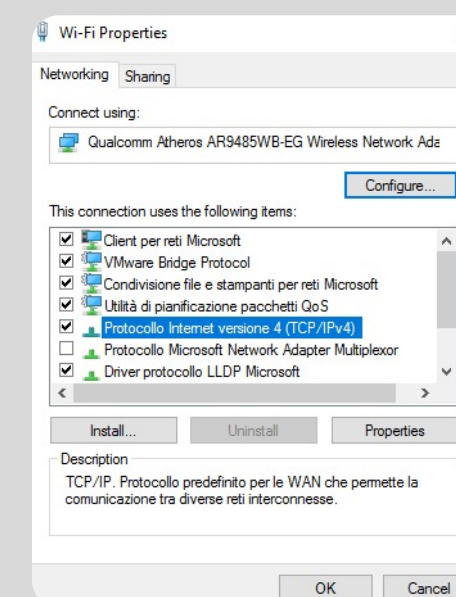 Wi-Fi Properties
Networking Sharing
Connect using:
Qualcomm Atheros AR9485WB-EG Wireless Network Ada
Configure...
This connection uses the following items:
Client per reti Microsoft
VMware Bridge Protocol
Condivisione file e stampanti per reti Microsoft
Utilità di pianificazione pacchetti QoS
Protocollo Internet versione 4 (TCP/IPv4)
Protocollo Microsoft Network Adapter Multiplexor
Driver protocollo LLDP Microsoft
Install... Uninstall Properties
Description
TCP/IP. Protocollo predefinito per le WAN che permette la
comunicazione tra diverse reti interconnesse.
OK Cancel